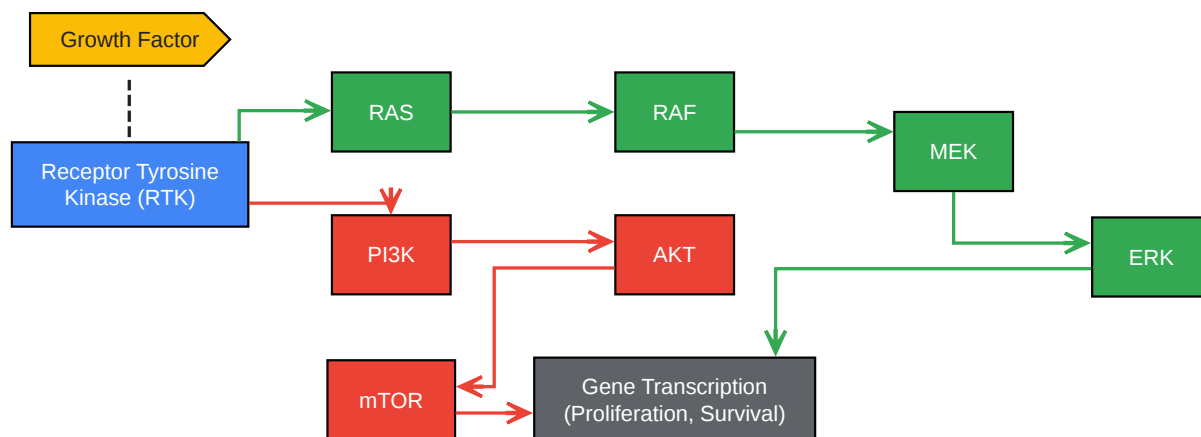 Growth Factor
RAS
RAF
MEK
Receptor Tyrosine
Kinase (RTK)
PI3K
AKT
ERK
mTOR
Gene Transcription
(Proliferation, Survival)